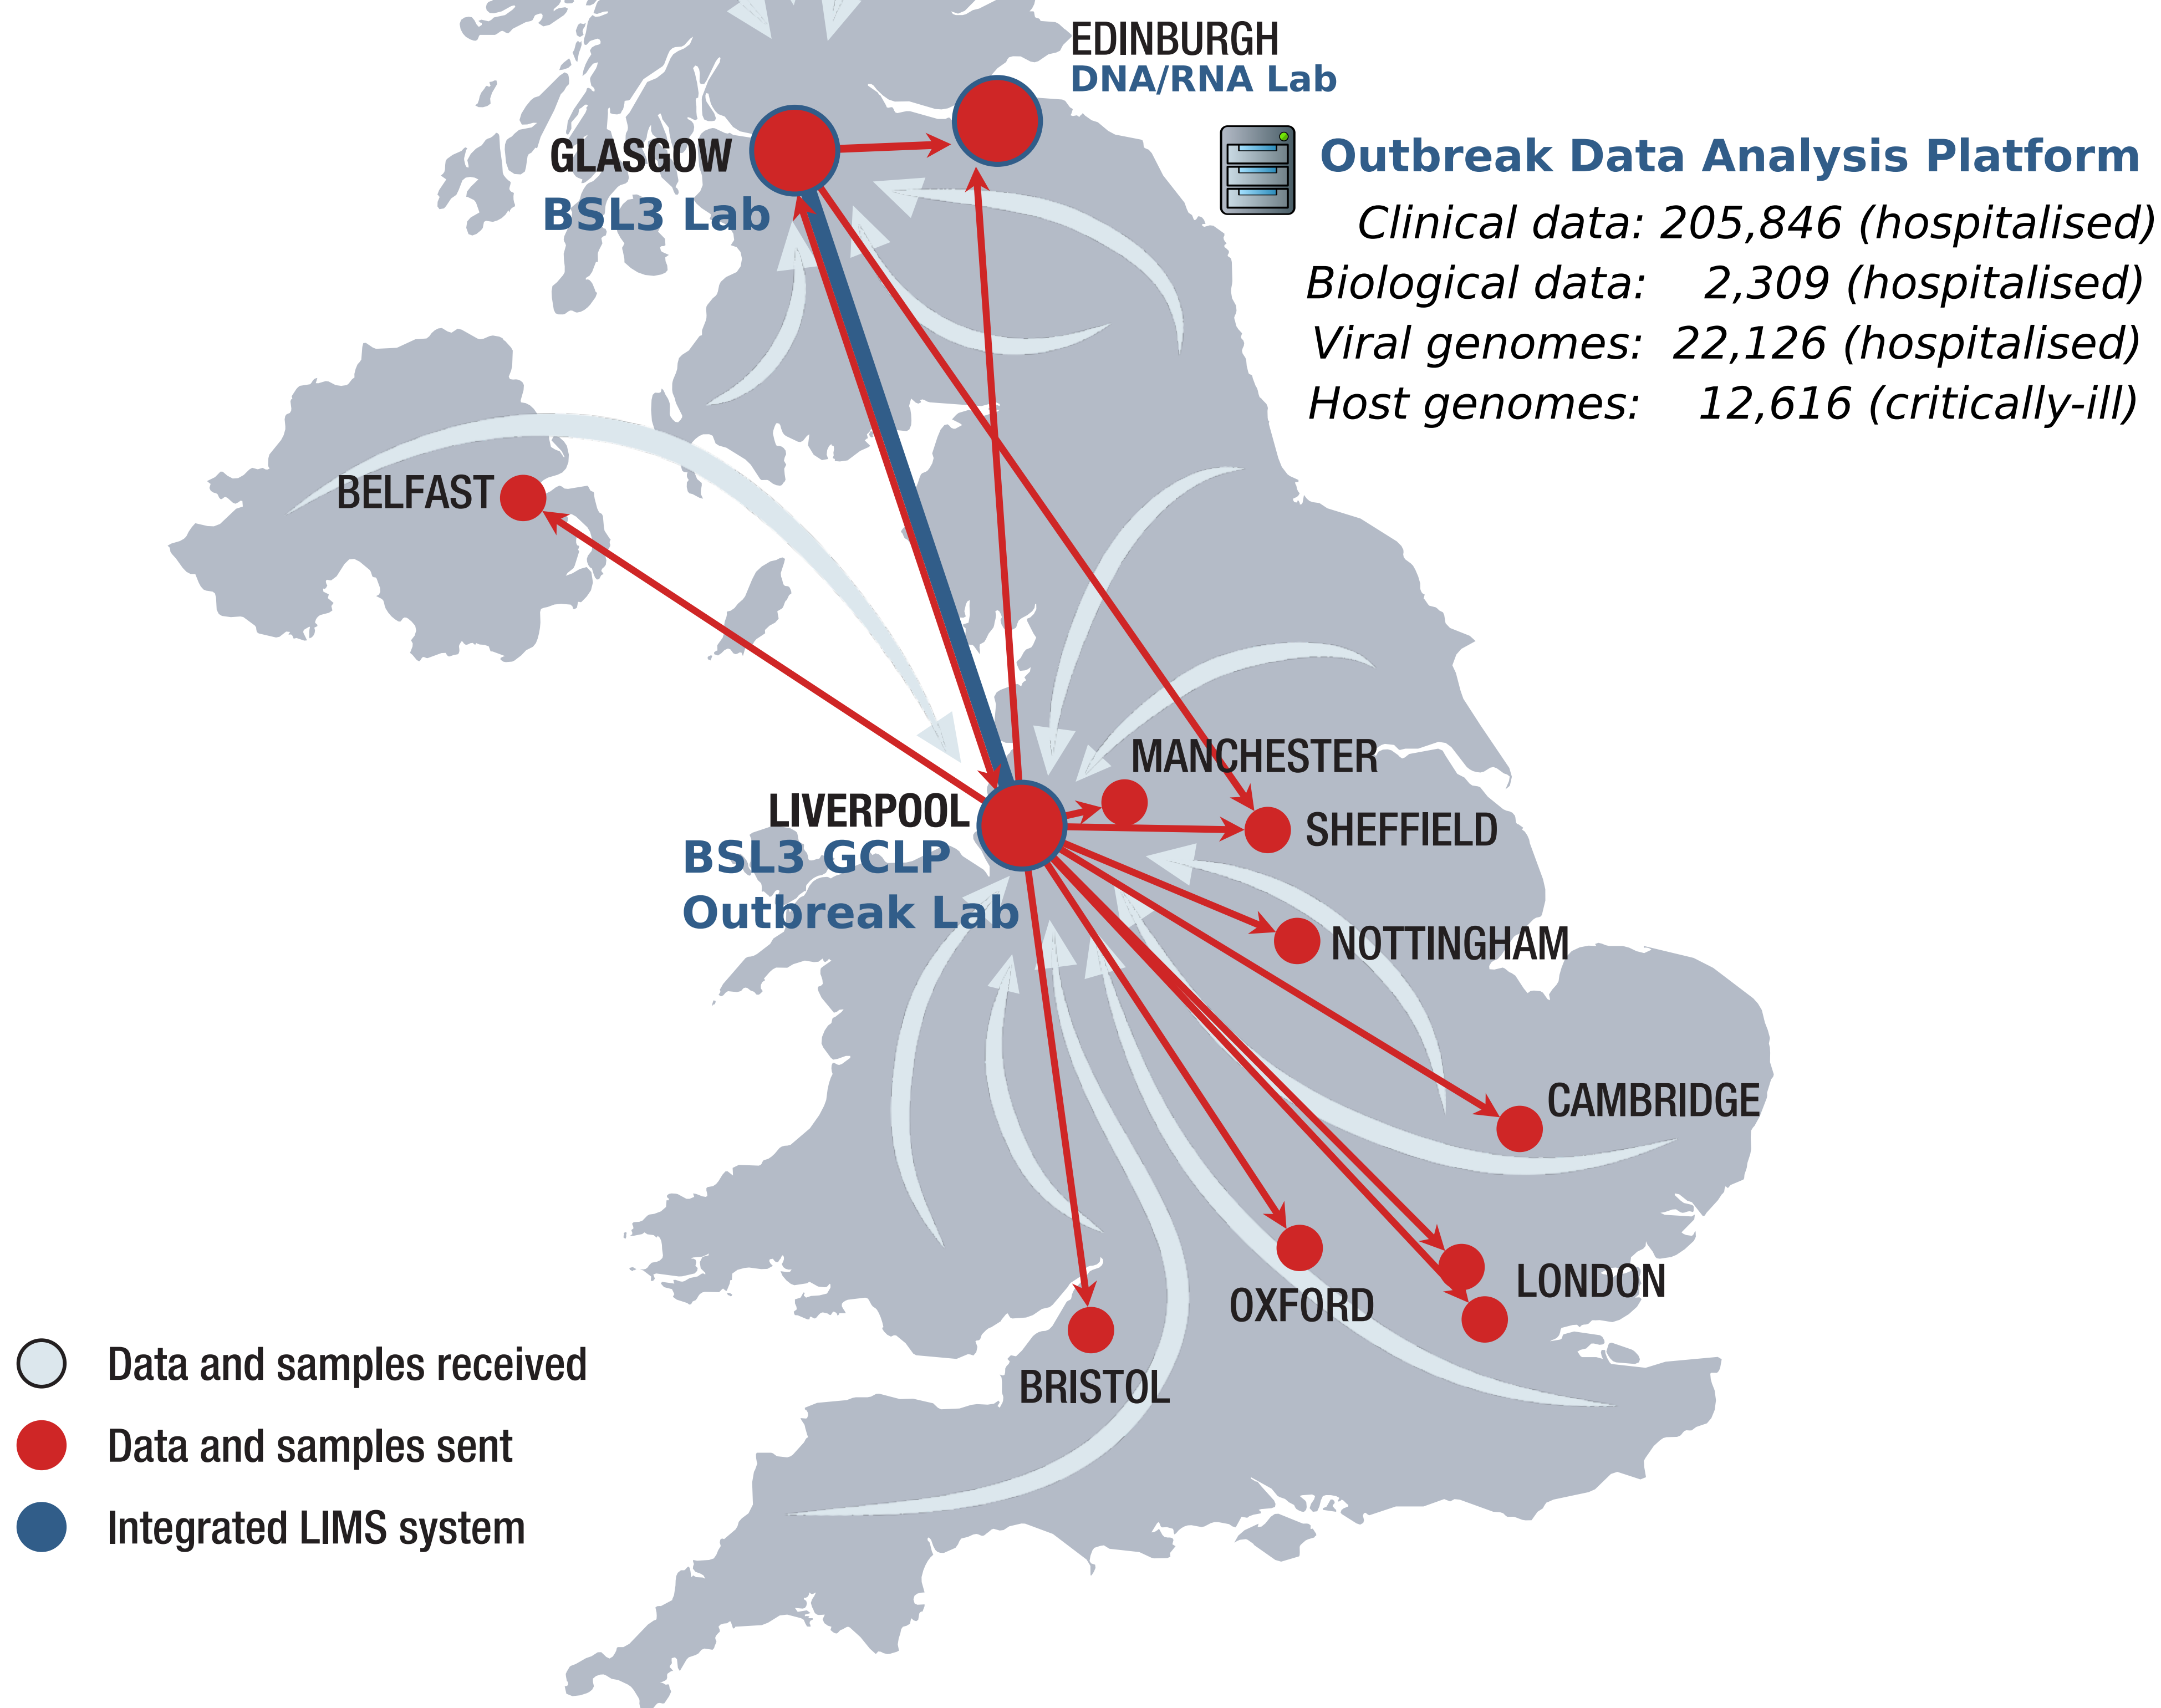 EDINBURGH
DNA/RNA Lab
GLASGOW
BSL3 Lab
Outbreak Data Analysis Platform
Clinical data: 205,846 (hospitalised)
Biological data: 2,309 (hospitalised)
Viral genomes: 22,126 (hospitalised)
Host genomes: 12,616 (critically-ill)
BELFAST
MANCHESTER
LIVERPOOL
BSL3 GCLP
Outbreak Lab
SHEFFIELD
NOTTINGHAM
CAMBRIDGE
LONDON
OXFORD
BRISTOL
Data and samples received
Data and samples sent
Integrated LIMS system